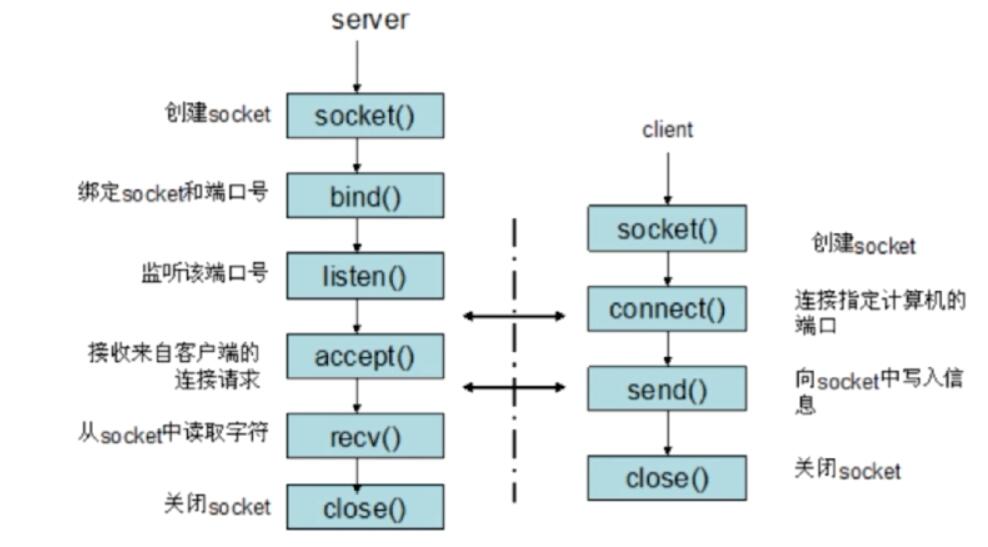 server
创建socket
socket()
绑定socket和端口号
bind()
监听该端口号
listen()
接收来自客户端的
连接请求
accept()
从socket中读取字符
recv()
关闭socket
close()
client
socket()
创建socket
connect()
连接指定计算机的
端口
send()
向socket中写入信
息
close()
关闭socket